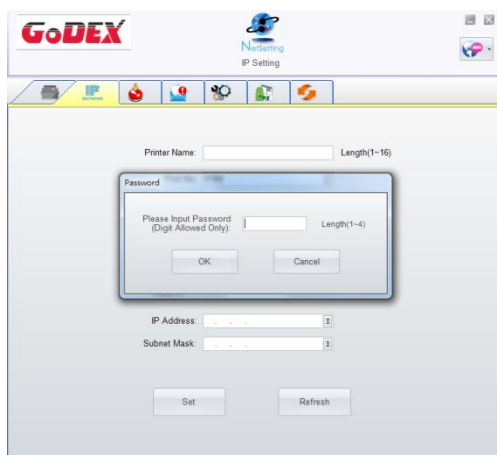 GoDEX
NetSetting
IP Setting
IP
Printer Name:
Length(1~16)
Password
Please Input Password
(Digit Allowed Only):
Length(1~4)
OK
Cancel
IP Address:
Subnet Mask:
Set
Refresh